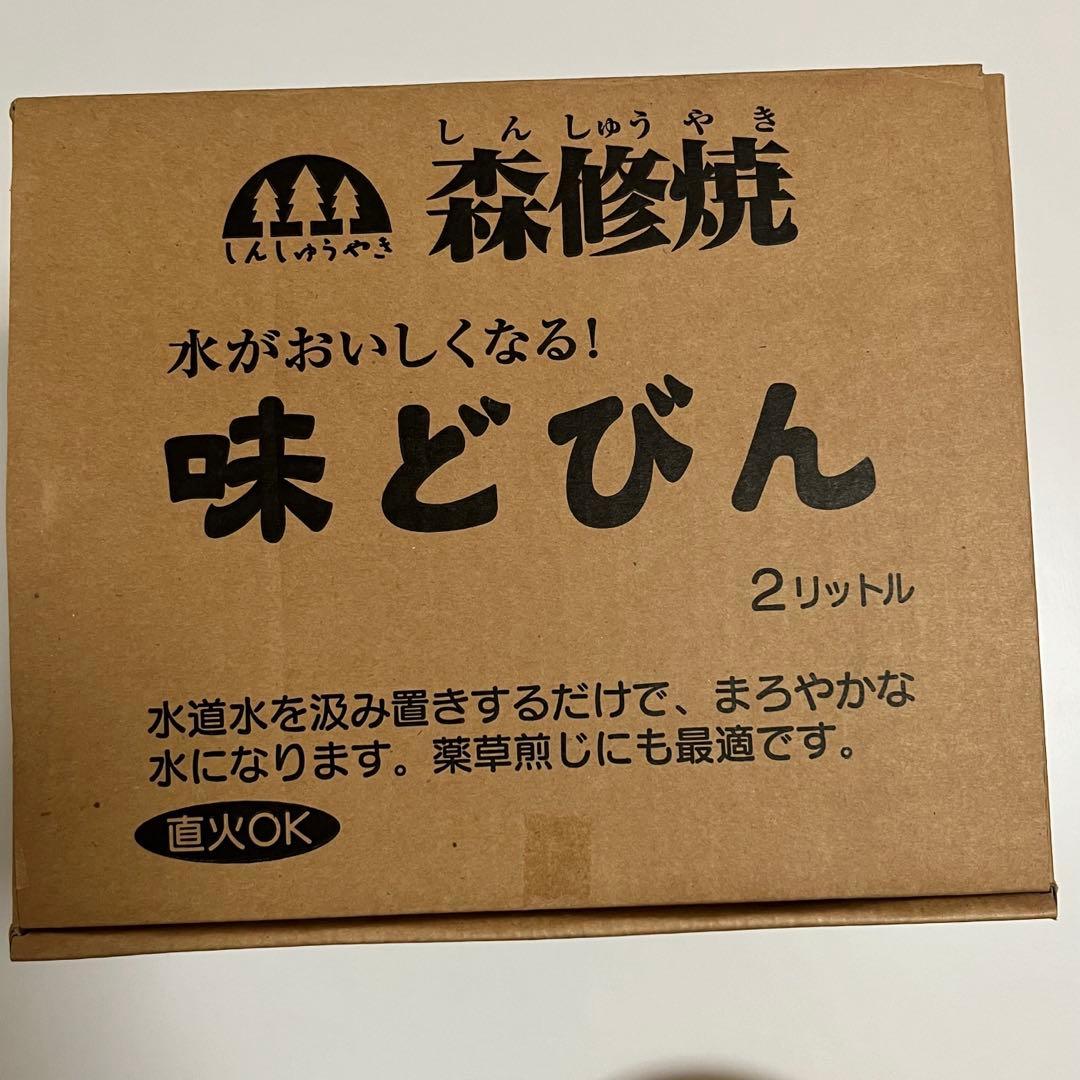 しんしゅうやき
森修焼
しんしゅうやき
水がおいしくなる!
味どびん
2リットル
水道水を汲み置きするだけで、まろやかな
水になります。薬草煎じにも最適です。
直火OK